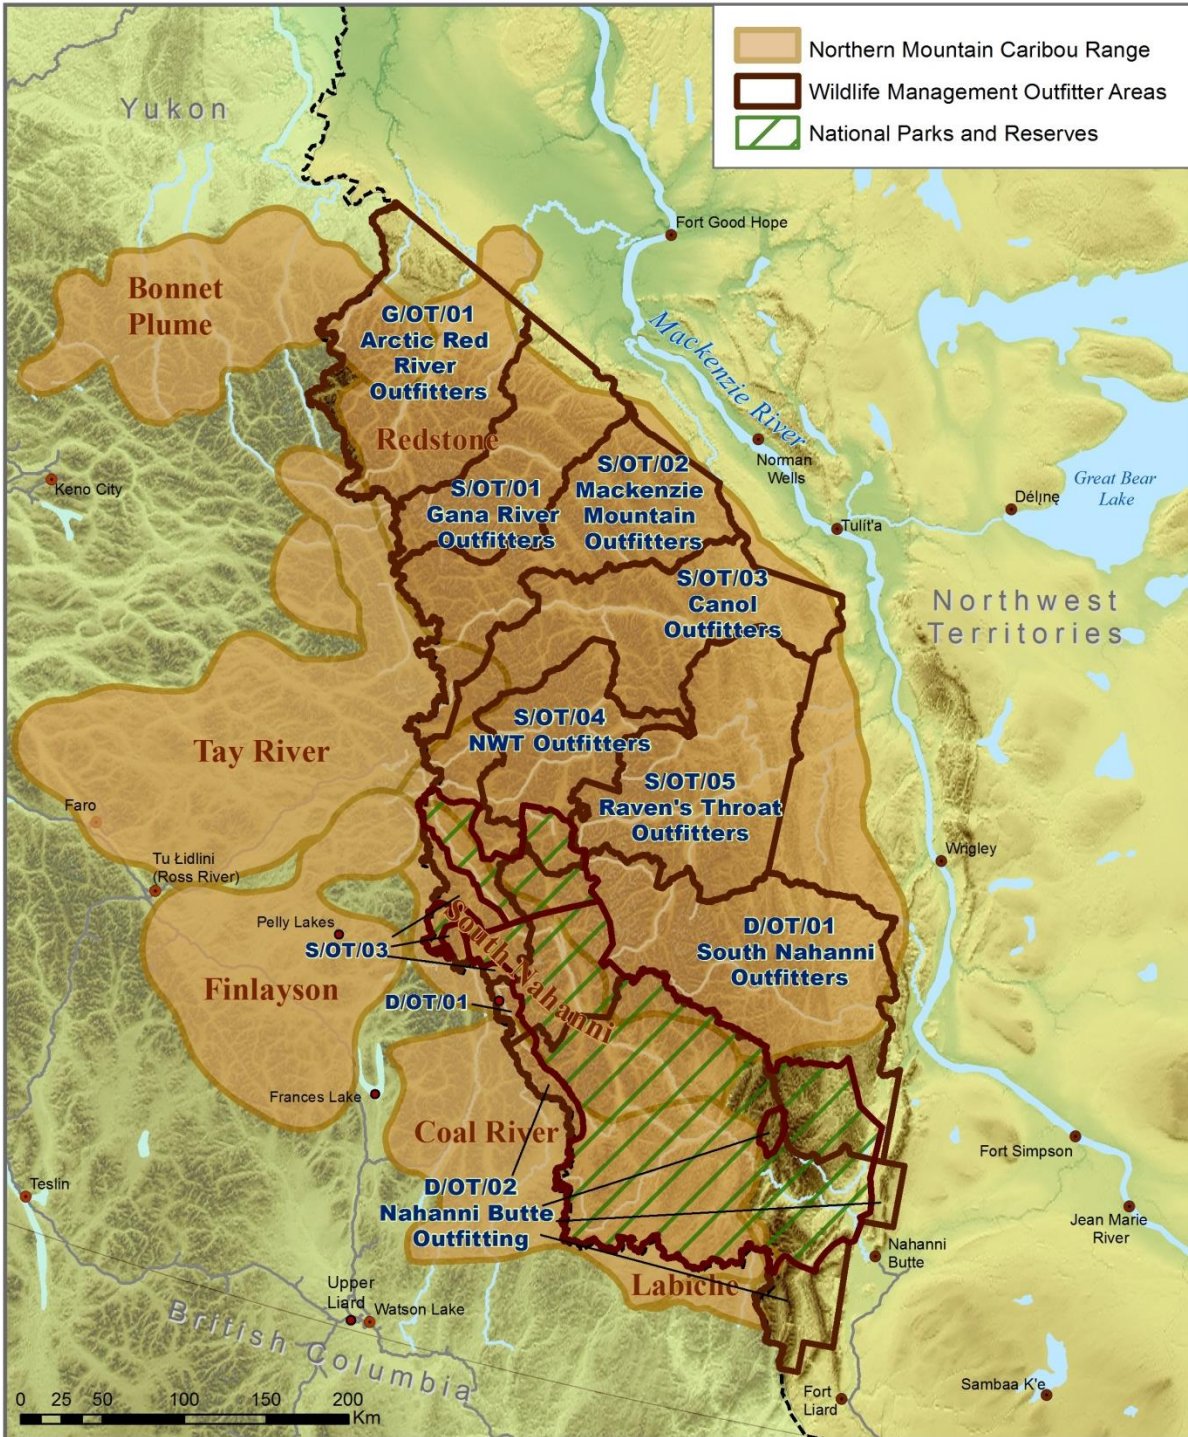 Northern Mountain Caribou Range
Wildlife Management Outfitter Areas
National Parks and Reserves
Yukon
Fort Good Hope
Bonnet
Plume
G/OT/01
Arctic Red
River
Outfitters
Mackenzie River
Redstone
Norman
Wells
Keno City
S/OT/02
Mackenzie
Mountain
Outfitters
S/OT/01
Gana River
Outfitters
Great Bear
Lake
Délı̨nę
Tulít'a
S/OT/03
Canol
Outfitters
Northwest
Territories
S/OT/04
NWT Outfitters
Tay River
S/OT/05
Raven's Throat
Outfitters
Faro
Tu Łidlini
(Ross River)
Wrigley
Pelly Lakes
S/OT/03
South Nahanni
D/OT/01
South Nahanni
Outfitters
Finlayson
D/OT/01
Frances Lake
Coal River
Fort Simpson
D/OT/02
Nahanni Butte
Outfitting
Teslin
Jean Marie
River
Nahanni
Butte
Labiche
Upper
Liard
Watson Lake
British Columbia
Fort
Liard
Sambaa K'e
0 25 50 100 150 200
Km